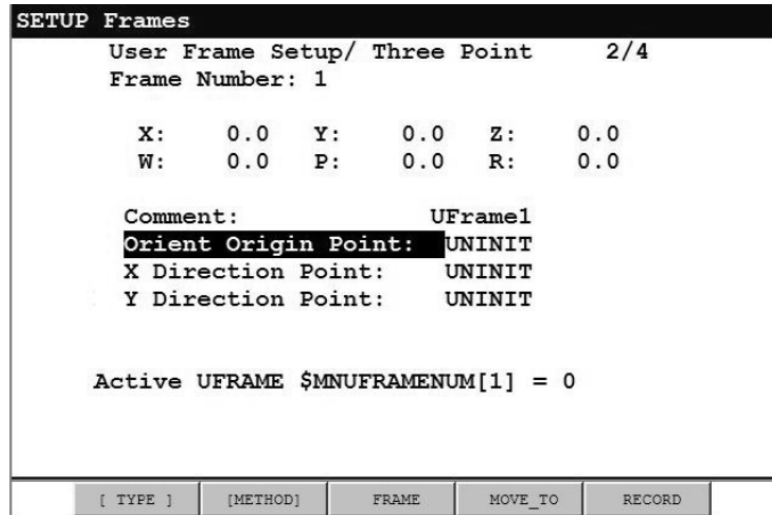 SETUP Frames
User Frame Setup/ Three Point 2/4
Frame Number: 1
X: 0.0 Y: 0.0 Z: 0.0
W: 0.0 P: 0.0 R: 0.0
Comment: UFrame1
Orient Origin Point: UNINIT
X Direction Point: UNINIT
Y Direction Point: UNINIT
Active UFRAME $MNUFRAMENUM[1] = 0
[ TYPE ] [METHOD] FRAME MOVE_TO RECORD